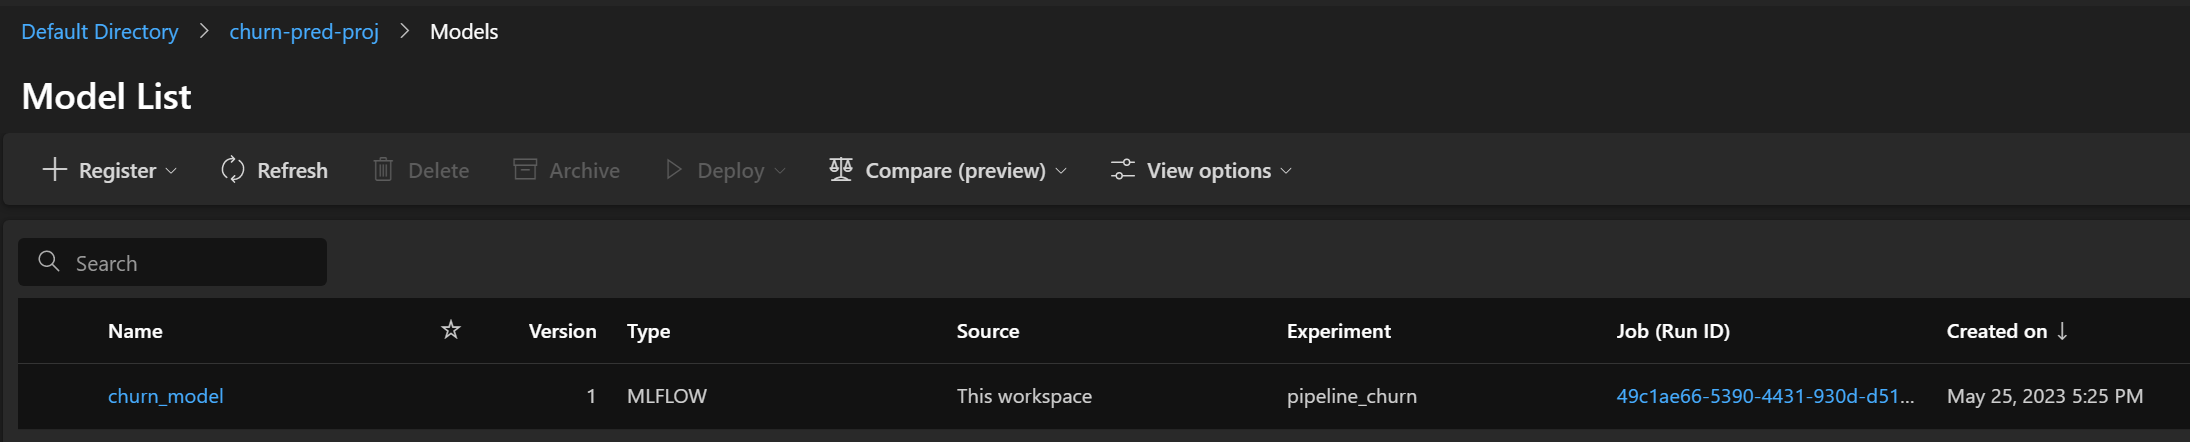 Default Directory > churn-pred-proj > Models
Model List
Register Refresh Delete Archive Deploy Compare (preview) View options
Search
Name Version Type Source Experiment Job (Run ID) Created on ↓
churn_model 1 MLFLOW This workspace pipeline_churn 49c1ae66-5390-4431-930d-d51... May 25, 2023 5:25 PM